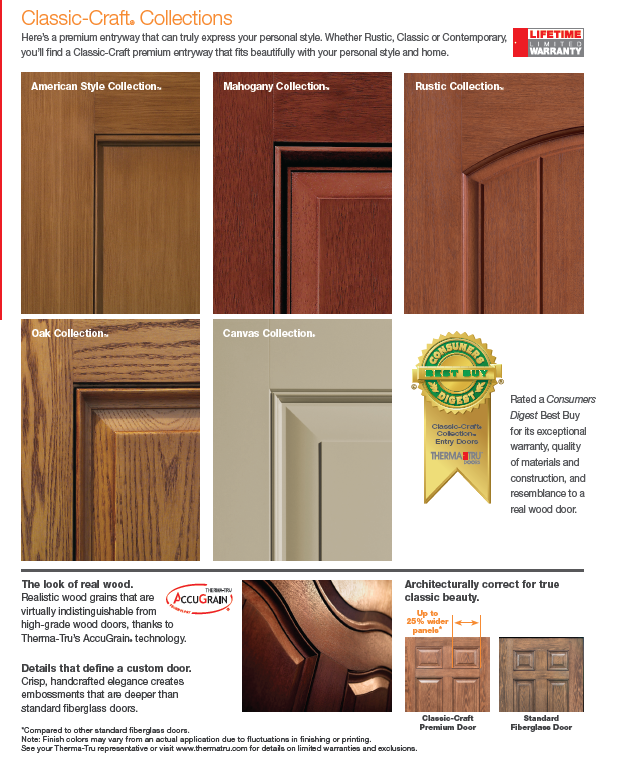 Classic-Craft® Collections
Here's a premium entryway that can truly express your personal style. Whether Rustic, Classic or Contemporary,
you'll find a Classic-Craft premium entryway that fits beautifully with your personal style and home.
LIFETIME
LIMITED
WARRANTY
American Style Collection™
Mahogany Collection™
Rustic Collection™
Oak Collection™
Canvas Collection®
CONSUMERS
BEST BUY
DIGEST
Classic-Craft®
Collection™
Entry Doors
THERMA TRU
DOORS
Rated a Consumers
Digest Best Buy
for its exceptional
warranty, quality
of materials and
construction, and
resemblance to a
real wood door.
The look of real wood.
Realistic wood grains that are
virtually indistinguishable from
high-grade wood doors, thanks to
Therma-Tru's AccuGrain® technology.
THERMA-TRU
ACCUGRAIN®
TECHNOLOGY
Details that define a custom door.
Crisp, handcrafted elegance creates
embossments that are deeper than
standard fiberglass doors.
Architecturally correct for true
classic beauty.
Up to
25% wider
panels*
Classic-Craft
Premium Door
Standard
Fiberglass Door
*Compared to other standard fiberglass doors.
Note: Finish colors may vary from an actual application due to fluctuations in finishing or printing.
See your Therma-Tru representative or visit www.thermatru.com for details on limited warranties and exclusions.